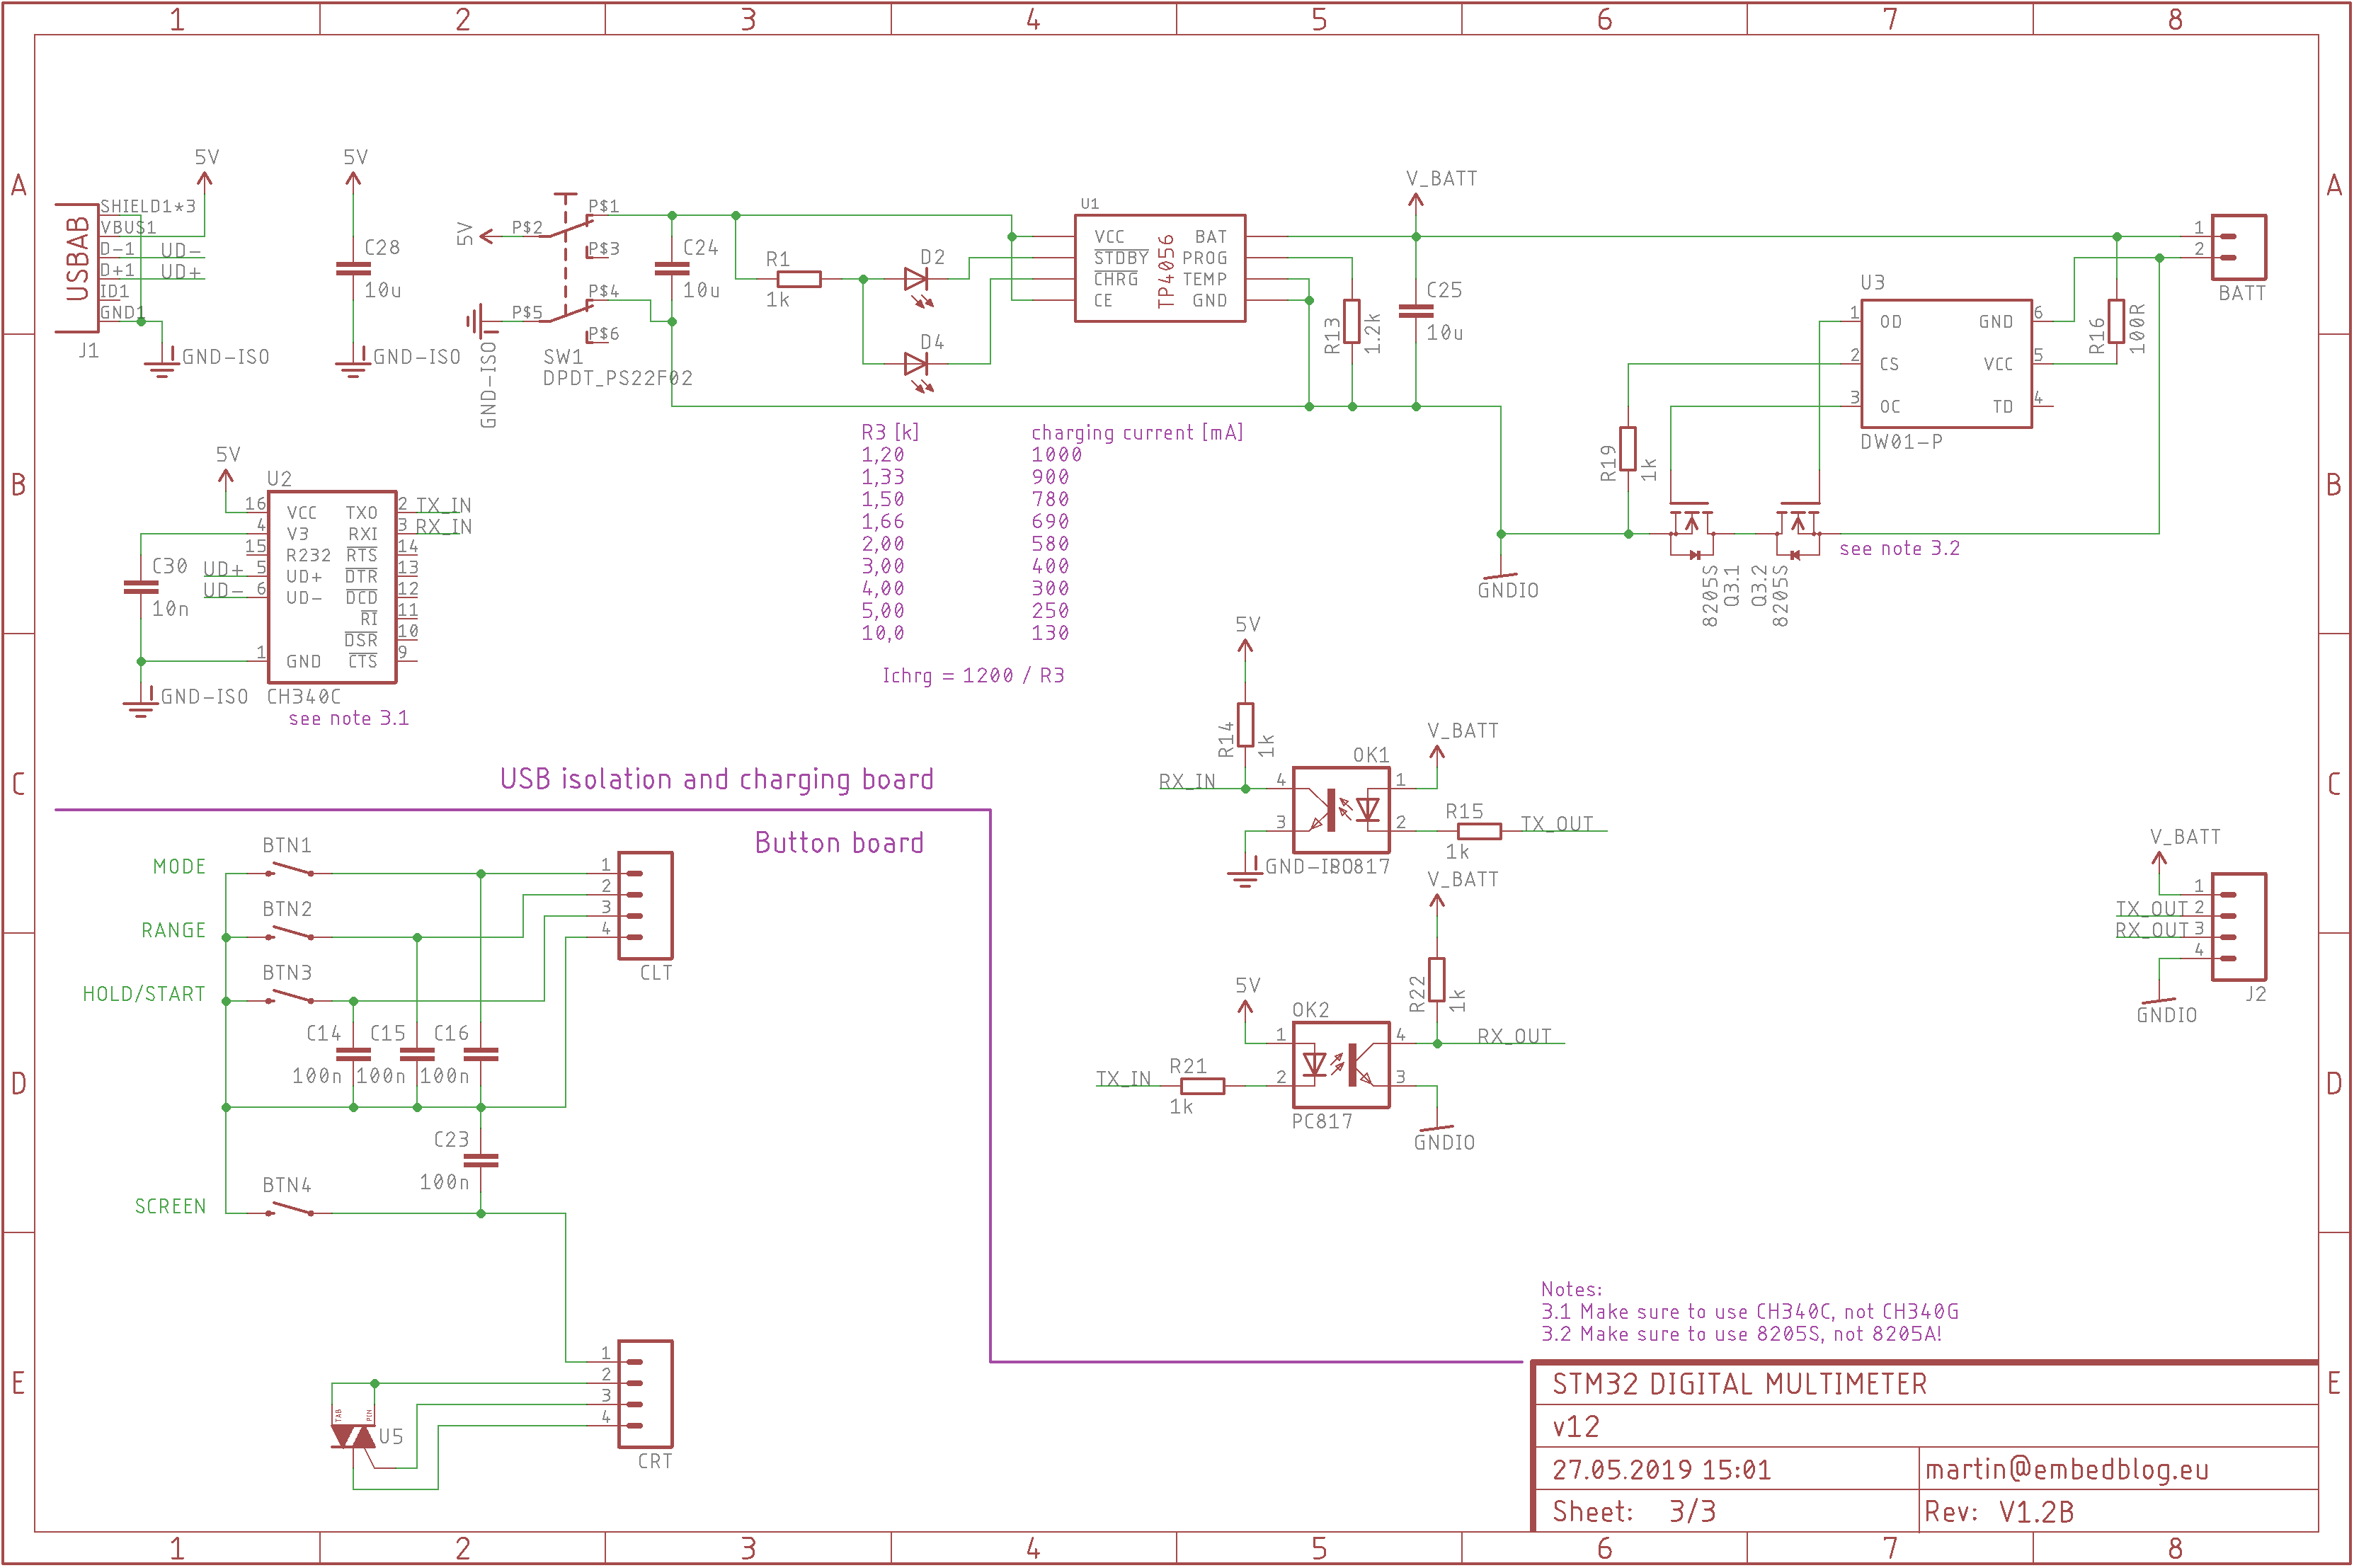 1 2 3 4 5 6 7 8
A
A
5V
SHIELD1*3
VBUS1
D-1
UD-
D+1
UD+
ID1
GND1
USBAB
J1
GND-ISO
5V
C28
10u
GND-ISO
5V
P$2
P$1
P$3
P$4
P$5
P$6
GND-ISO
SW1
DPDT_PS22F02
C24
10u
R1
1k
D2
D4
U1
VCC
STDBY
CHRG
CE
TP4056
BAT
PROG
TEMP
GND
R13
1.2k
V_BATT
C25
10u
U3
1
OD
2
CS
3
OC
GND
6
VCC
5
TD
4
DW01-P
R16
100R
1
2
BATT
B
B
R3 [k] charging current [mA]
1,20 1000
1,33 900
1,50 780
1,66 690
2,00 580
3,00 400
4,00 300
5,00 250
10,0 130
Ichrg = 1200 / R3
R19
1k
GNDIO
8205S
Q3.1
Q3.2
8205S
see note 3.2
5V
U2
16
VCC
4
V3
15
R232
UD+
5
UD+
UD-
6
UD-
1
GND
TXO
2
TX_IN
RXI
3
RX_IN
RTS
14
DTR
13
DCD
12
RI
11
DSR
10
CTS
9
C30
10n
GND-ISO
CH340C
see note 3.1
C
C
USB isolation and charging board
Button board
5V
R14
1k
RX_IN
4
3
OK1
1
2
V_BATT
R15
1k
TX_OUT
GND-ISO
817
V_BATT
R22
1k
5V
OK2
1
2
4
3
RX_OUT
TX_IN
R21
1k
PC817
GNDIO
V_BATT
1
TX_OUT
2
RX_OUT
3
4
J2
GNDIO
MODE
BTN1
RANGE
BTN2
HOLD/START
BTN3
1
2
3
4
CLT
C14
100n
C15
100n
C16
100n
D
D
C23
100n
SCREEN
BTN4
1
2
3
4
CRT
TAB
PIN
U5
E
E
Notes:
3.1 Make sure to use CH340C, not CH340G
3.2 Make sure to use 8205S, not 8205A!
STM32 DIGITAL MULTIMETER
v12
27.05.2019 15:01
martin@embedblog.eu
Sheet: 3/3
Rev: V1.2B
1 2 3 4 5 6 7 8